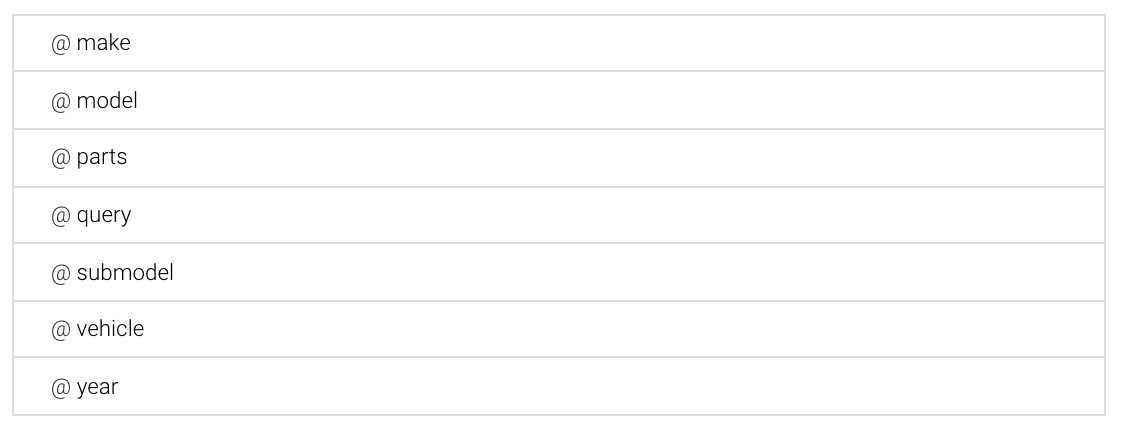 @ make
@ model
@ parts
@ query
@ submodel
@ vehicle
@ year